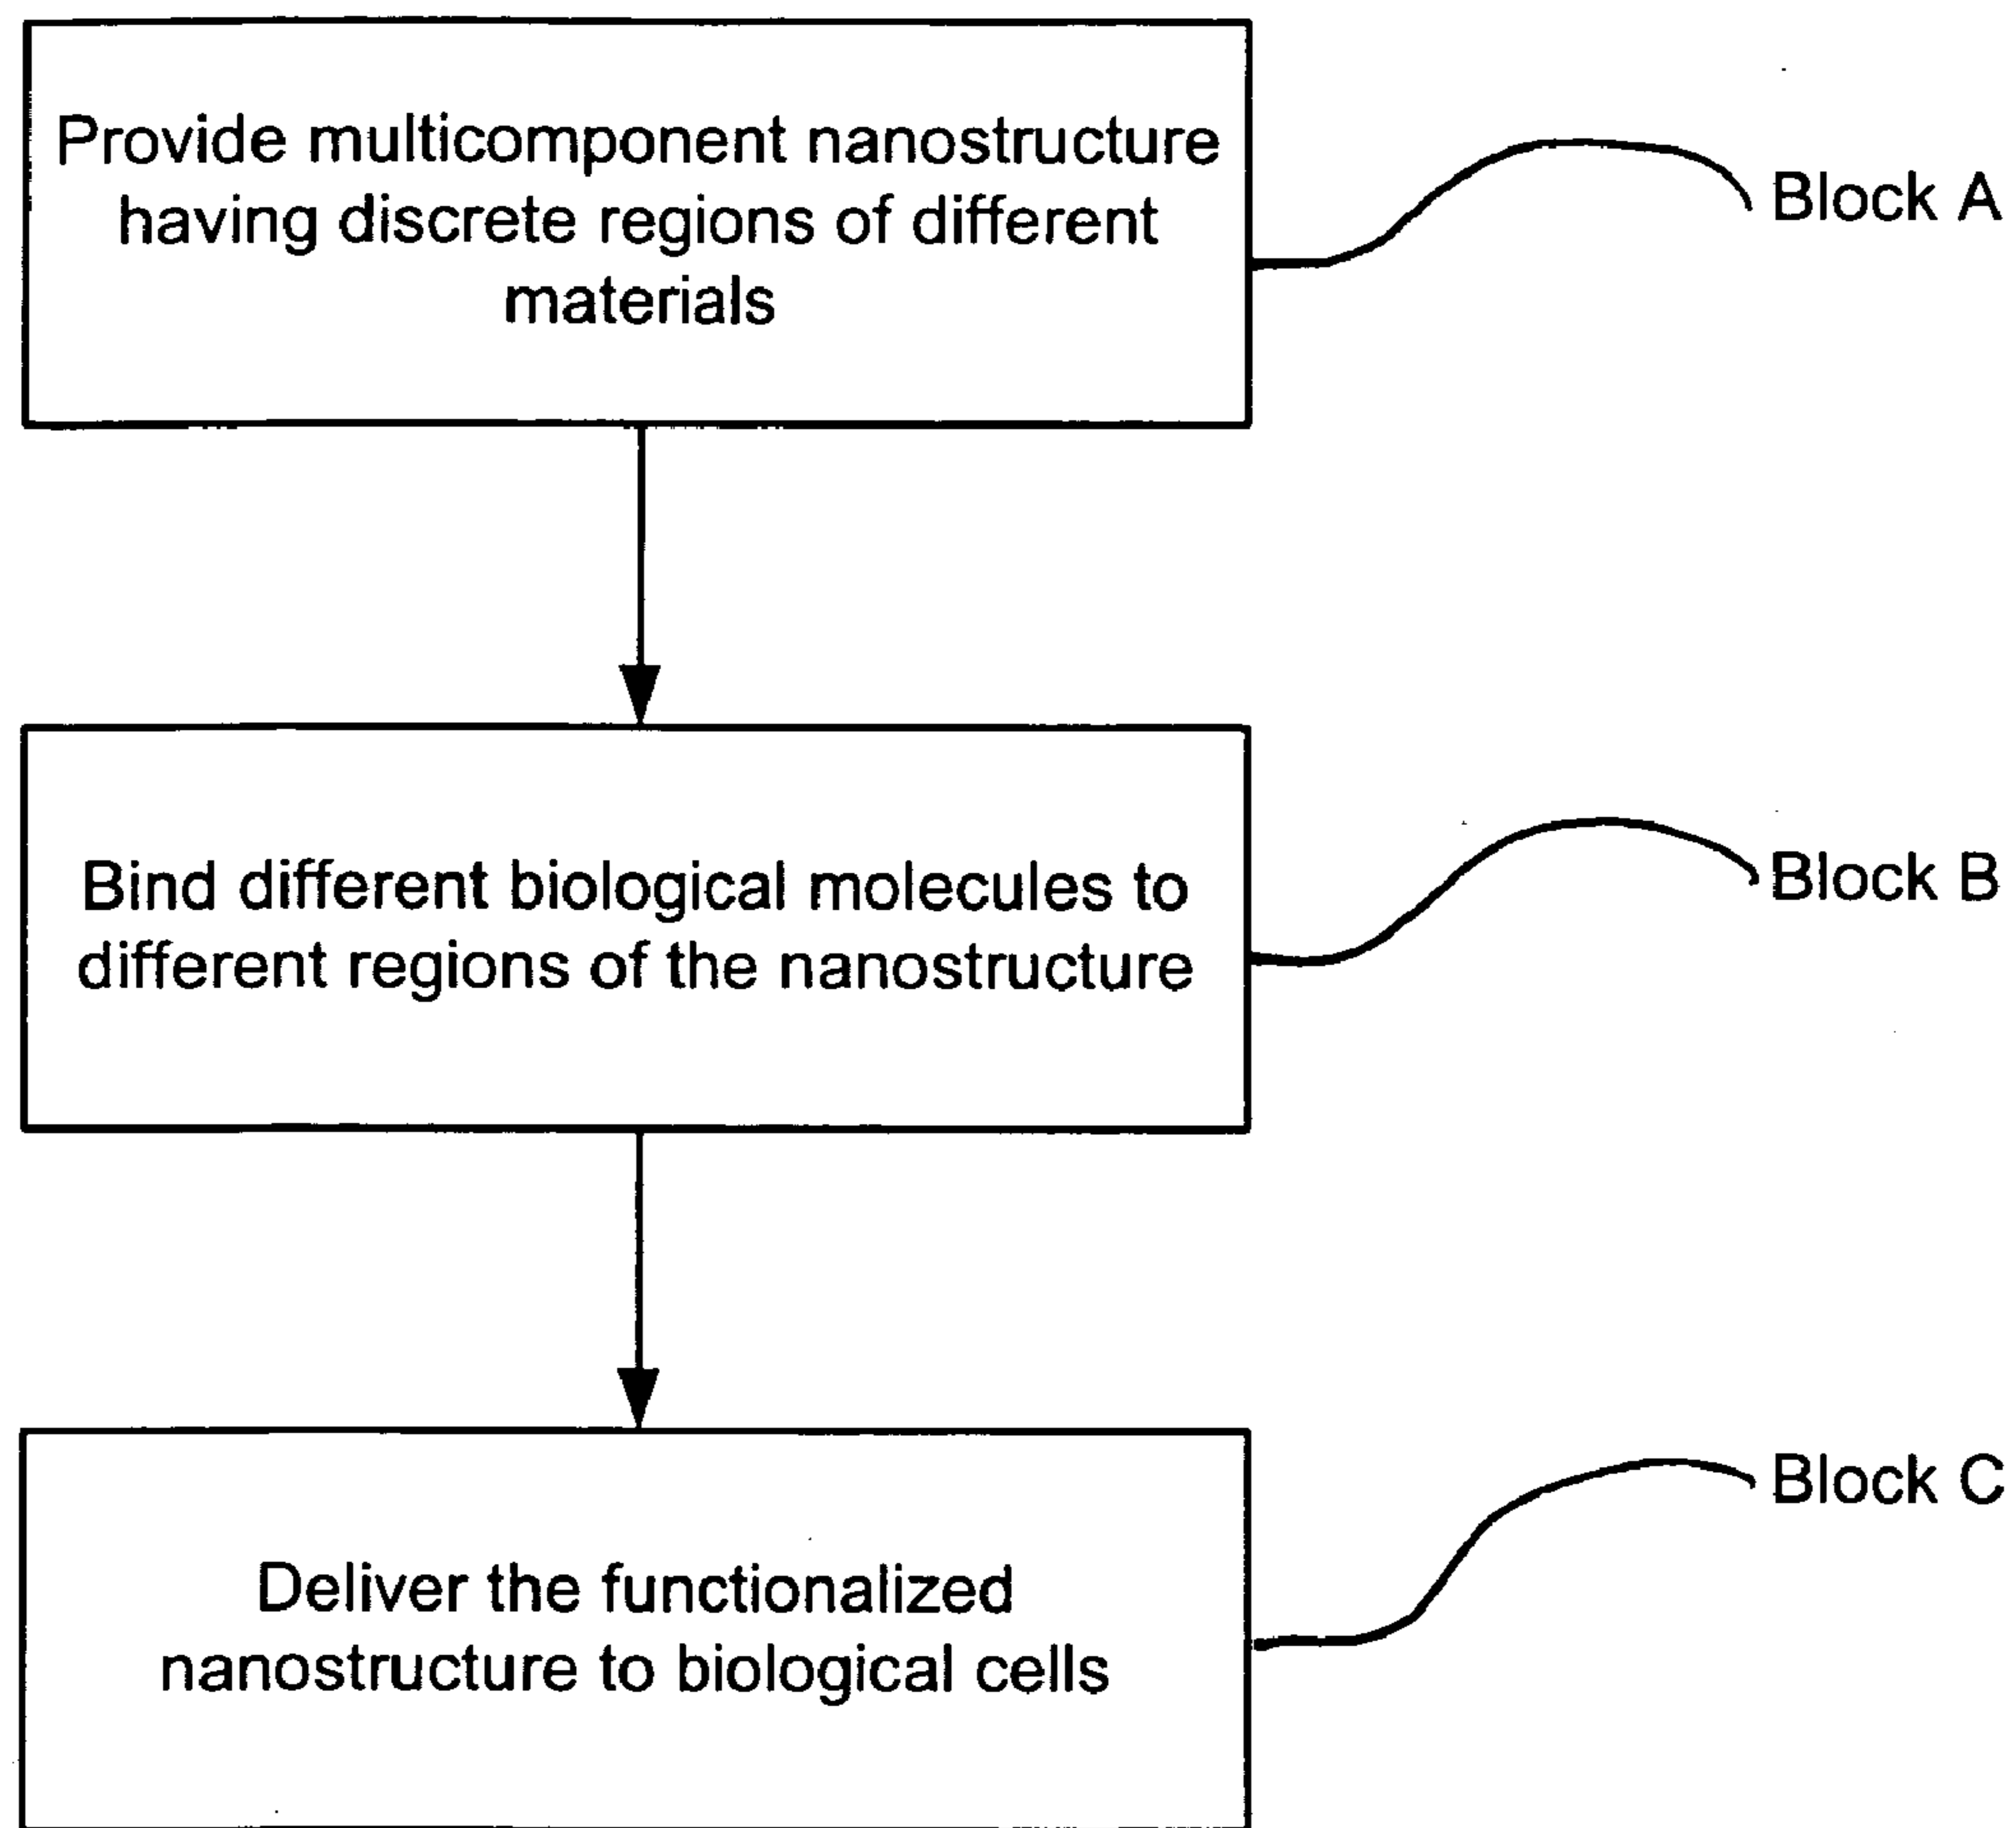 Provide multicomponent nanostructure
having discrete regions of different
materials
Block A
Bind different biological molecules to
different regions of the nanostructure
Block B
Deliver the functionalized
nanostructure to biological cells
Block C